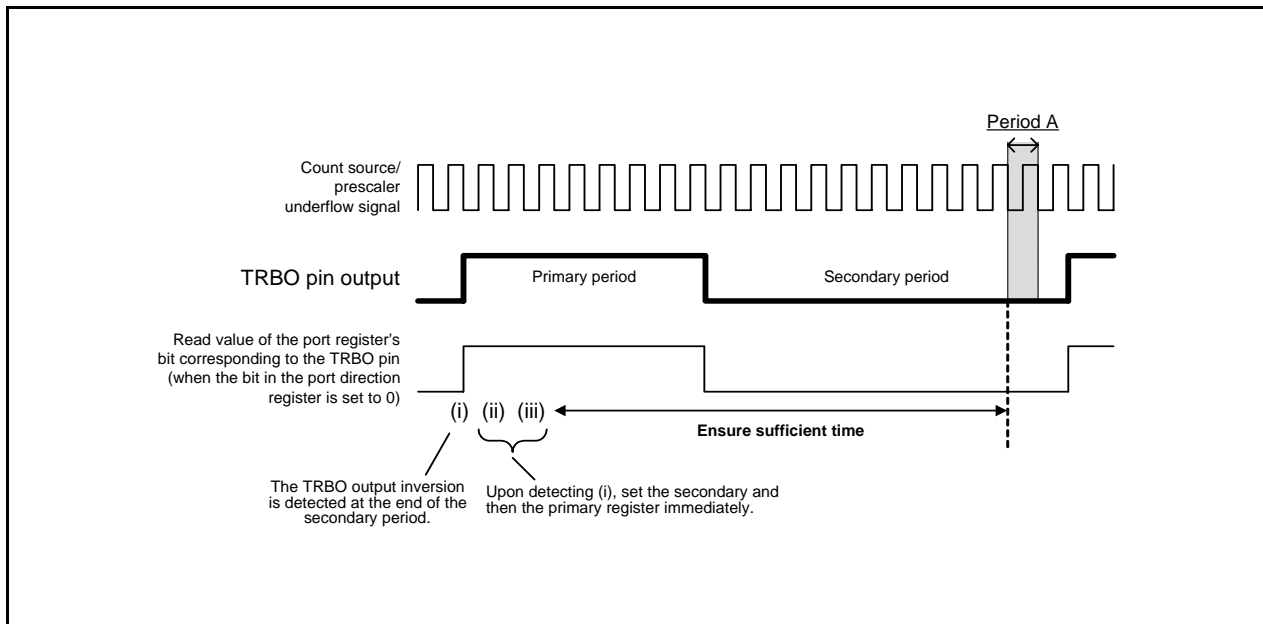 Period A
Count source/
prescaler
underflow signal
TRBO pin output
Primary period
Secondary period
Read value of the port register's
bit corresponding to the TRBO pin
(when the bit in the port direction
register is set to 0)
(i) (ii) (iii)
Ensure sufficient time
The TRBO output inversion
is detected at the end of the
secondary period.
Upon detecting (i), set the secondary and
then the primary register immediately.